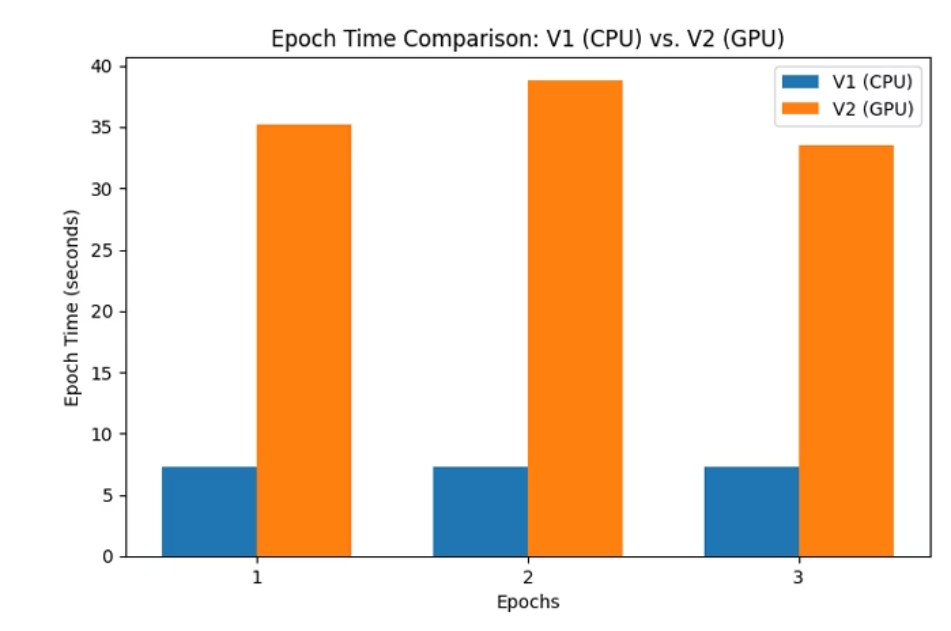 Epoch Time Comparison: V1 (CPU) vs. V2 (GPU)
V1 (CPU)
V2 (GPU)
Epoch Time (seconds)
40
35
30
25
20
15
10
5
0
1 2 3
Epochs